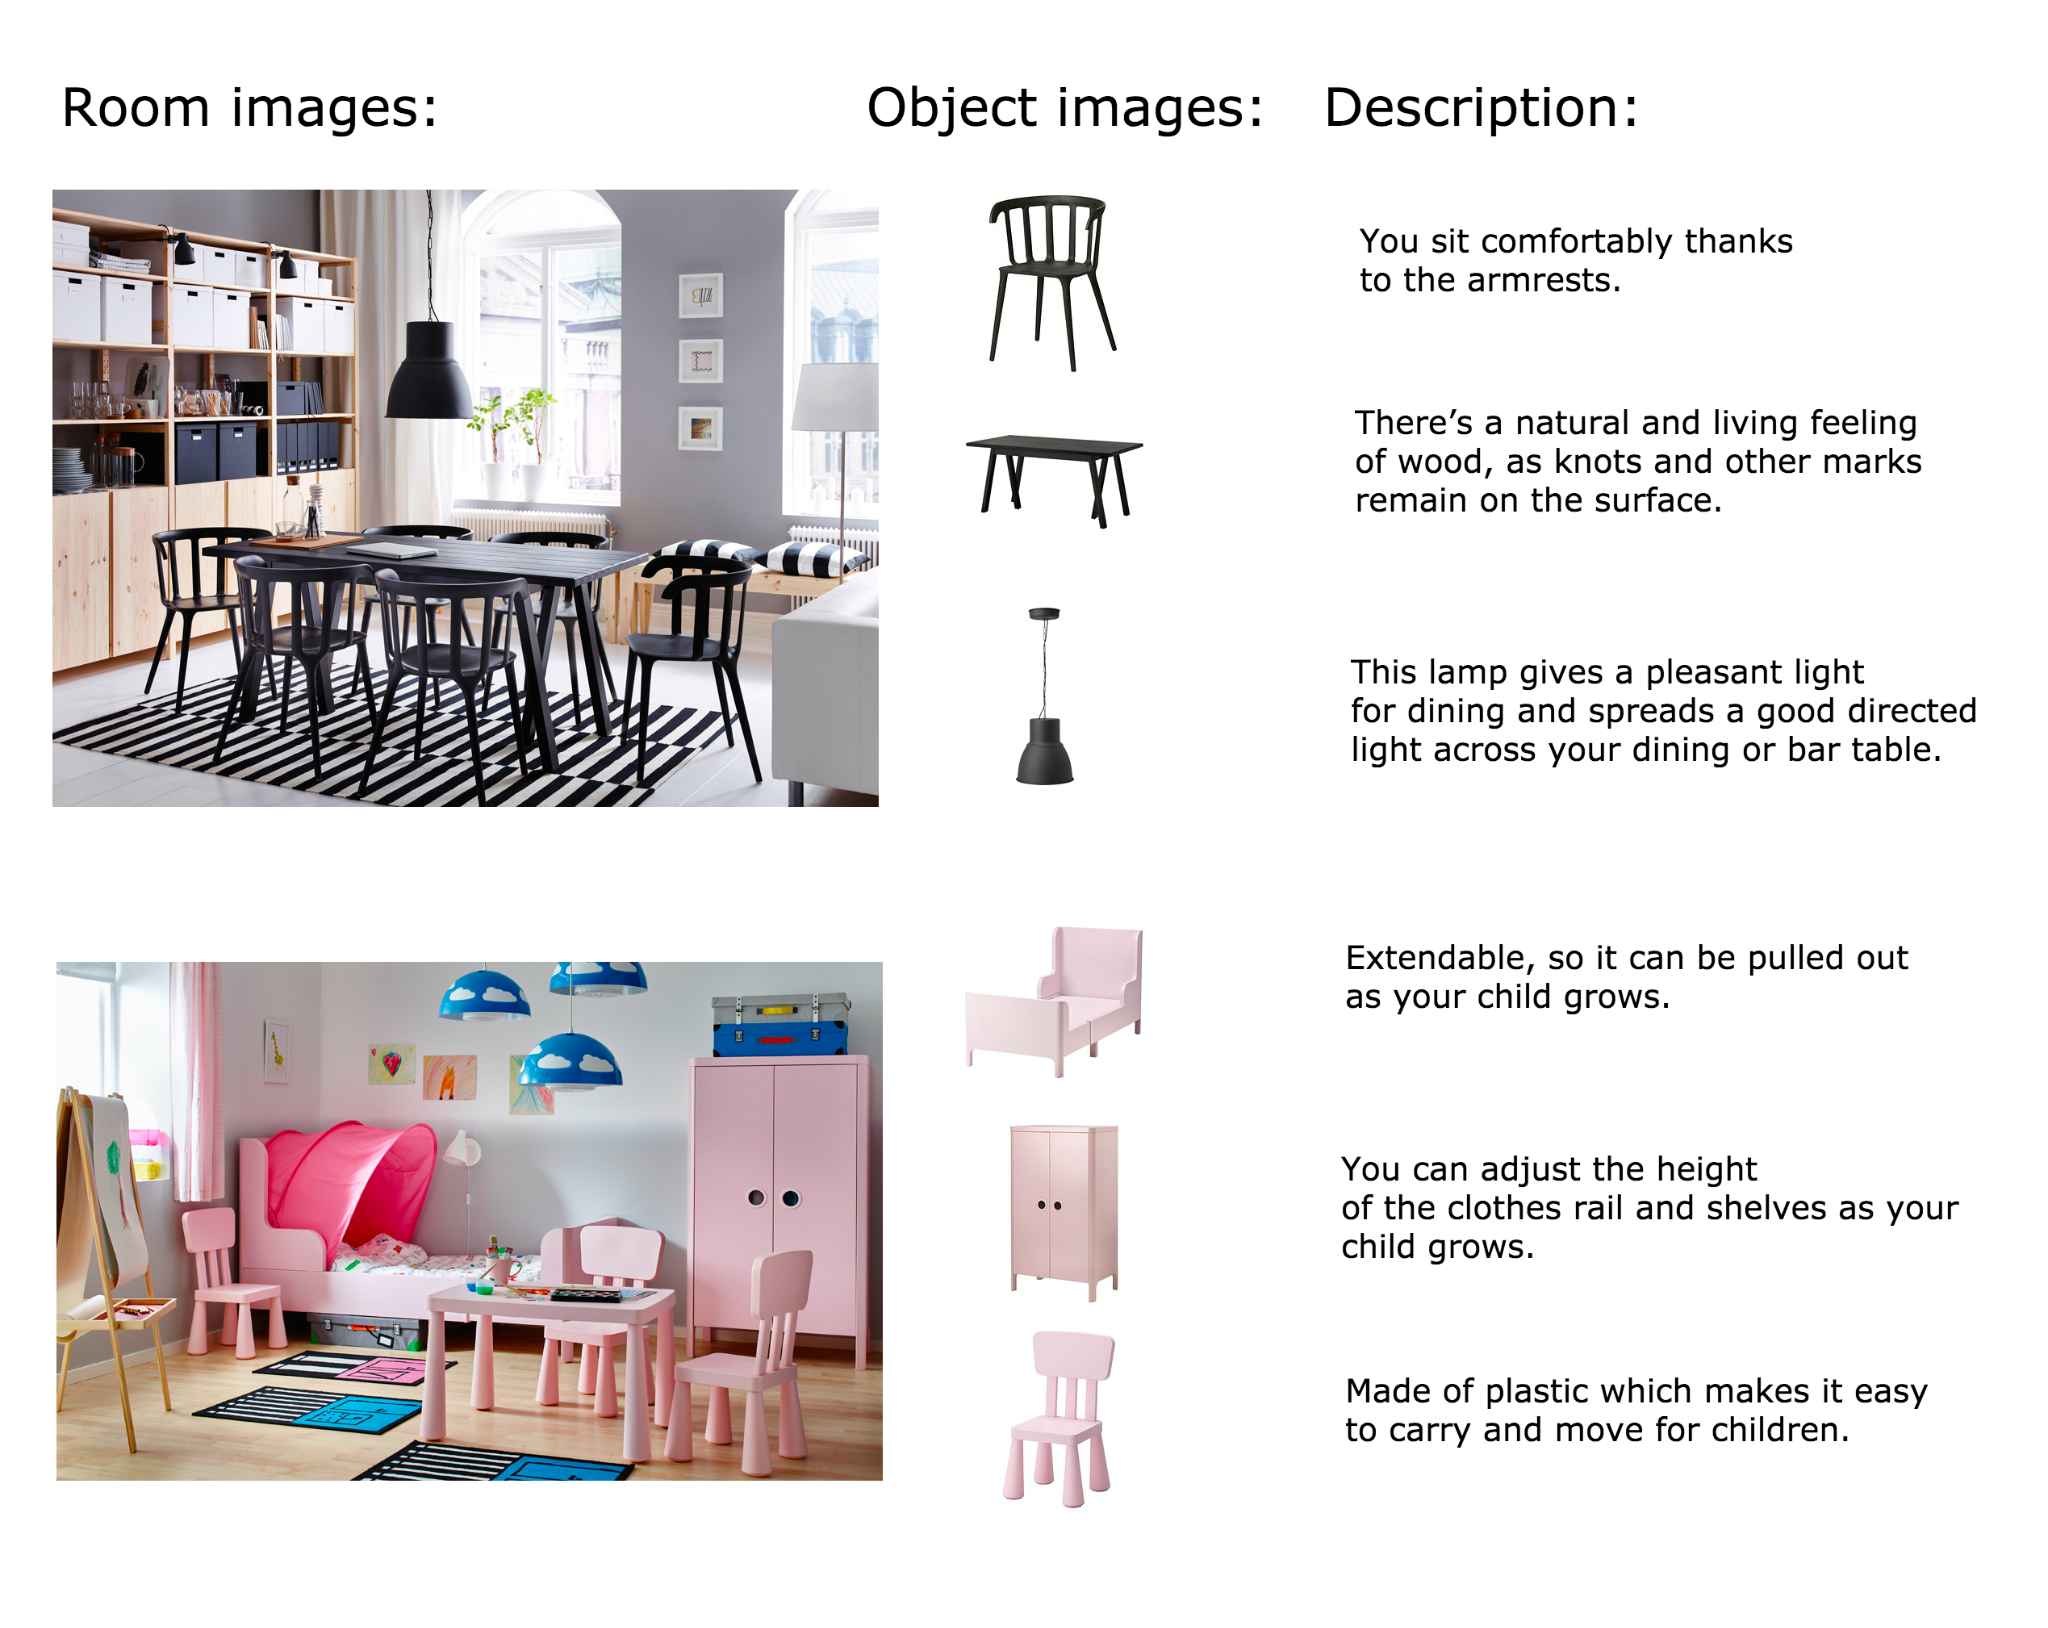 Room images:
Object images:
Description:
You sit comfortably thanks
to the armrests.
There’s a natural and living feeling
of wood, as knots and other marks
remain on the surface.
This lamp gives a pleasant light
for dining and spreads a good directed
light across your dining or bar table.
Extendable, so it can be pulled out
as your child grows.
You can adjust the height
of the clothes rail and shelves as your
child grows.
Made of plastic which makes it easy
to carry and move for children.